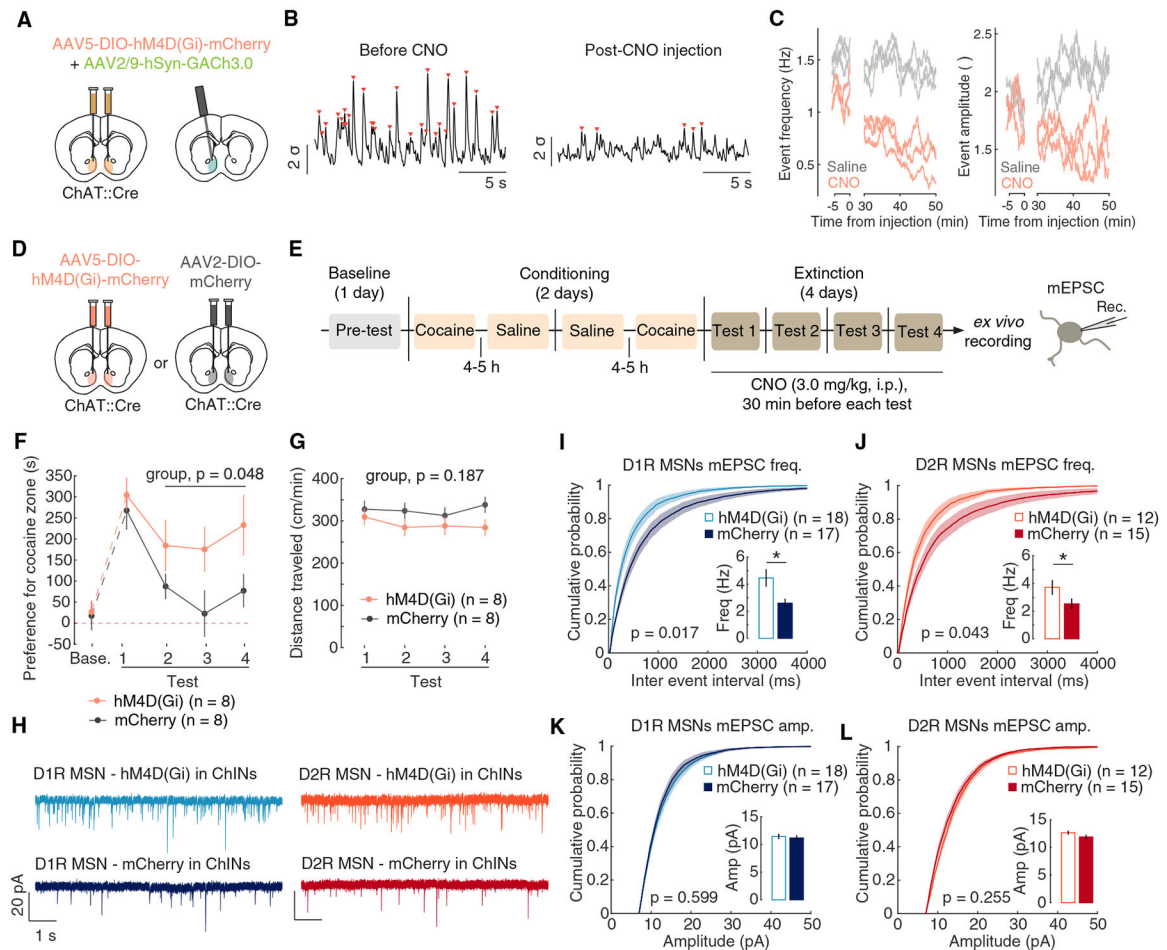 A
AAV5-DIO-hM4D(Gi)-mCherry
+ AAV2/9-hSyn-GACh3.0
ChAT::Cre
B
Before CNO
Post-CNO injection
2 σ
5 s
2 σ
5 s
C
Event frequency (Hz)
1.5
1
0.5
Saline
CNO
-5 0 30 40 50
Time from injection (min)
Event amplitude ( )
2.5
2
1.5
Saline
CNO
-5 0 30 40 50
Time from injection (min)
D
AAV5-DIO-
hM4D(Gi)-mCherry
AAV2-DIO-
mCherry
or
ChAT::Cre
ChAT::Cre
E
Baseline
(1 day)
Conditioning
(2 days)
Extinction
(4 days)
Pre-test
Cocaine
Saline
Saline
Cocaine
Test 1
Test 2
Test 3
Test 4
4-5 h
4-5 h
CNO (3.0 mg/kg, i.p.),
30 min before each test
ex vivo
recording
mEPSC
Rec.
F
Preference for cocaine zone (s)
group, p = 0.048
350
300
250
200
150
100
50
0
-50
Base. 1 2 3 4
Test
hM4D(Gi) (n = 8)
mCherry (n = 8)
G
Distance traveled (cm/min)
group, p = 0.187
400
300
200
100
0
hM4D(Gi) (n = 8)
mCherry (n = 8)
1 2 3 4
Test
H
D1R MSN - hM4D(Gi) in ChINs
D2R MSN - hM4D(Gi) in ChINs
D1R MSN - mCherry in ChINs
D2R MSN - mCherry in ChINs
20 pA
1 s
I
D1R MSNs mEPSC freq.
Cumulative probability
1
0.8
0.6
0.4
0.2
0
hM4D(Gi) (n = 18)
mCherry (n = 17)
Freq (Hz)
6
4
2
0
*
p = 0.017
0 1000 2000 3000 4000
Inter event interval (ms)
J
D2R MSNs mEPSC freq.
Cumulative probability
1
0.8
0.6
0.4
0.2
0
hM4D(Gi) (n = 12)
mCherry (n = 15)
Freq (Hz)
6
4
2
0
*
p = 0.043
0 1000 2000 3000 4000
Inter event interval (ms)
K
D1R MSNs mEPSC amp.
Cumulative probability
1
0.8
0.6
0.4
0.2
0
hM4D(Gi) (n = 18)
mCherry (n = 17)
Amp (pA)
15
10
5
0
p = 0.599
0 10 20 30 40 50
Amplitude (pA)
L
D2R MSNs mEPSC amp.
Cumulative probability
1
0.8
0.6
0.4
0.2
0
hM4D(Gi) (n = 12)
mCherry (n = 15)
Amp (pA)
15
10
5
0
p = 0.255
0 10 20 30 40 50
Amplitude (pA)